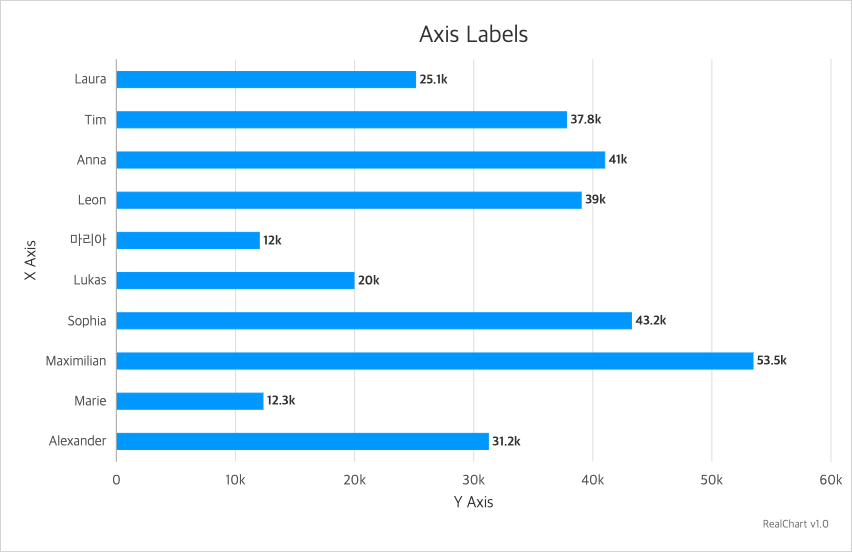 Axis Labels
Laura 25.1k
Tim 37.8k
Anna 41k
Leon 39k
마리아 12k
X Axis
Lukas 20k
Sophia 43.2k
Maximilian 53.5k
Marie 12.3k
Alexander 31.2k
0 10k 20k 30k 40k 50k 60k
Y Axis
RealChart v1.0